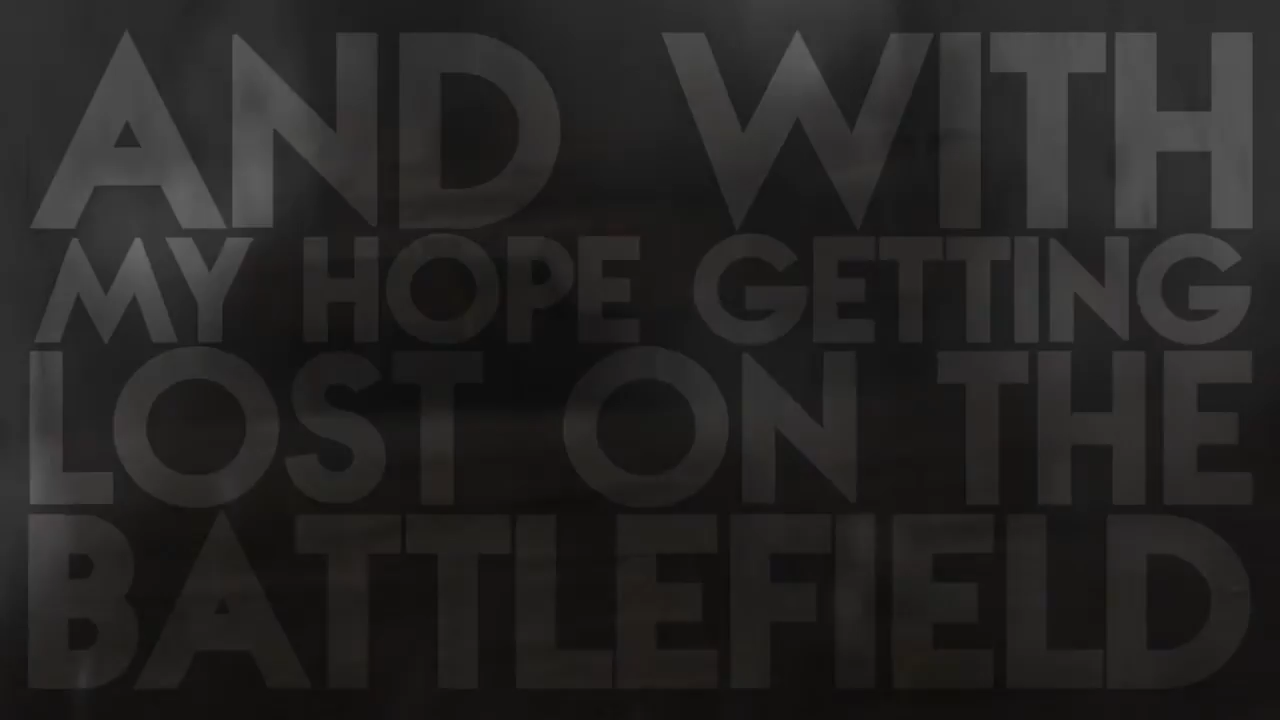 AND WITH
MY HOPE GETTING
LOST ON THE
BATTLEFIELD